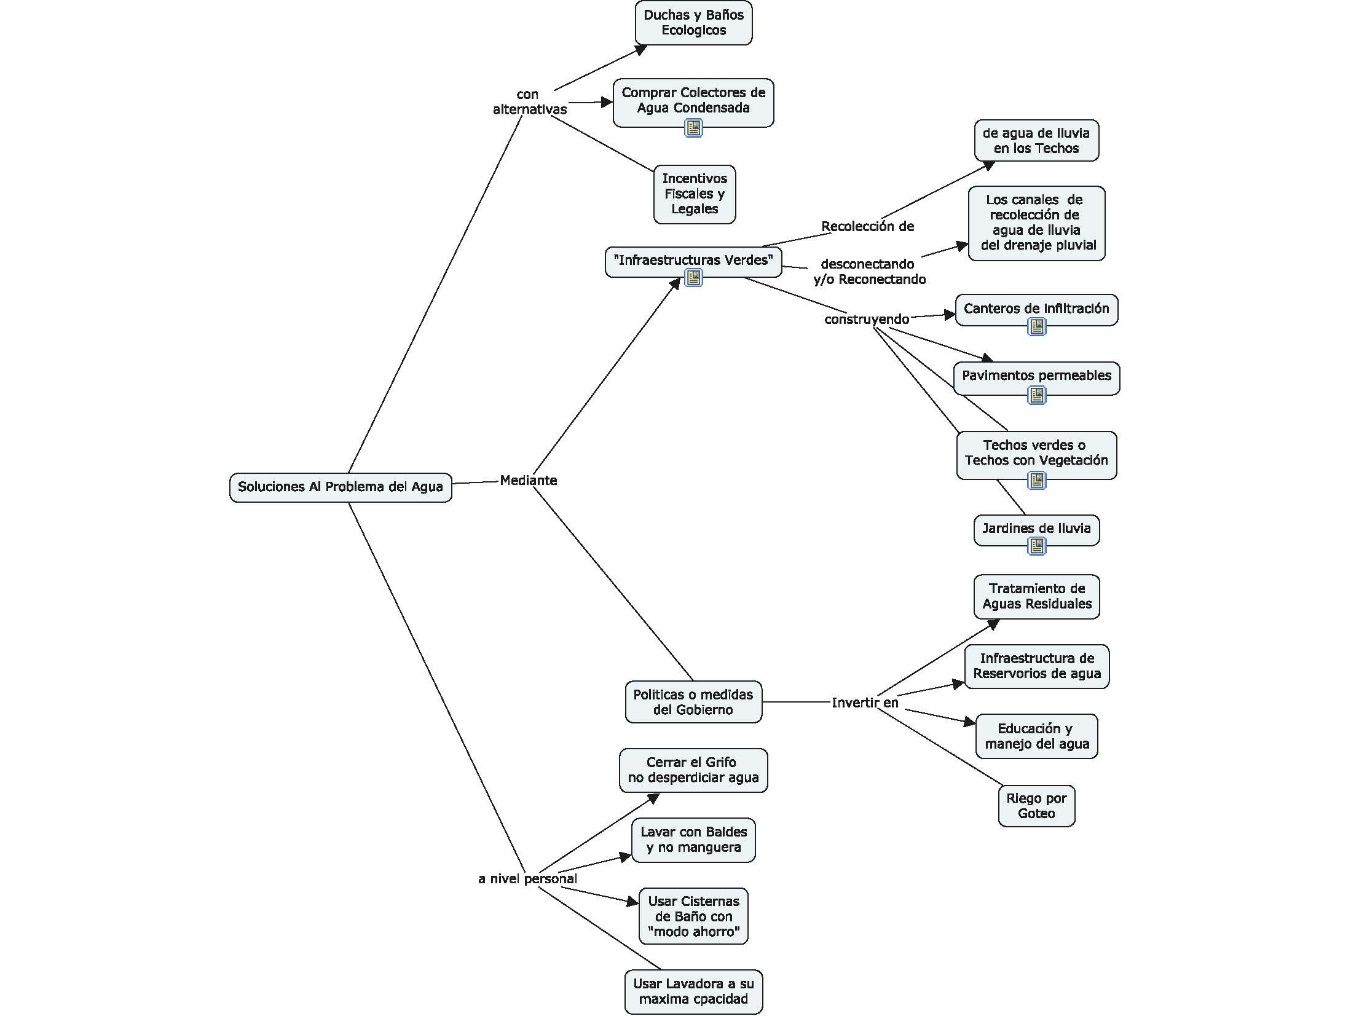 Duchas y Baños
Ecologicos
con
alternativas
Comprar Colectores de
Agua Condensada
Incentivos
Fiscales y
Legales
de agua de lluvia
en los Techos
Recolección de
Los canales de
recolección de
agua de lluvia
del drenaje pluvial
"Infraestructuras Verdes"
desconectando
y/o Reconectando
construyendo
Canteros de infiltración
Pavimentos permeables
Techos verdes o
Techos con Vegetación
Jardines de lluvia
Soluciones Al Problema del Agua
Mediante
Tratamiento de
Aguas Residuales
Infraestructura de
Reservorios de agua
Politicas o medidas
del Gobierno
Invertir en
Educación y
manejo del agua
Riego por
Goteo
Cerrar el Grifo
no desperdiciar agua
Lavar con Baldes
y no manguera
a nivel personal
Usar Cisternas
de Baño con
"modo ahorro"
Usar Lavadora a su
maxima cpacidad